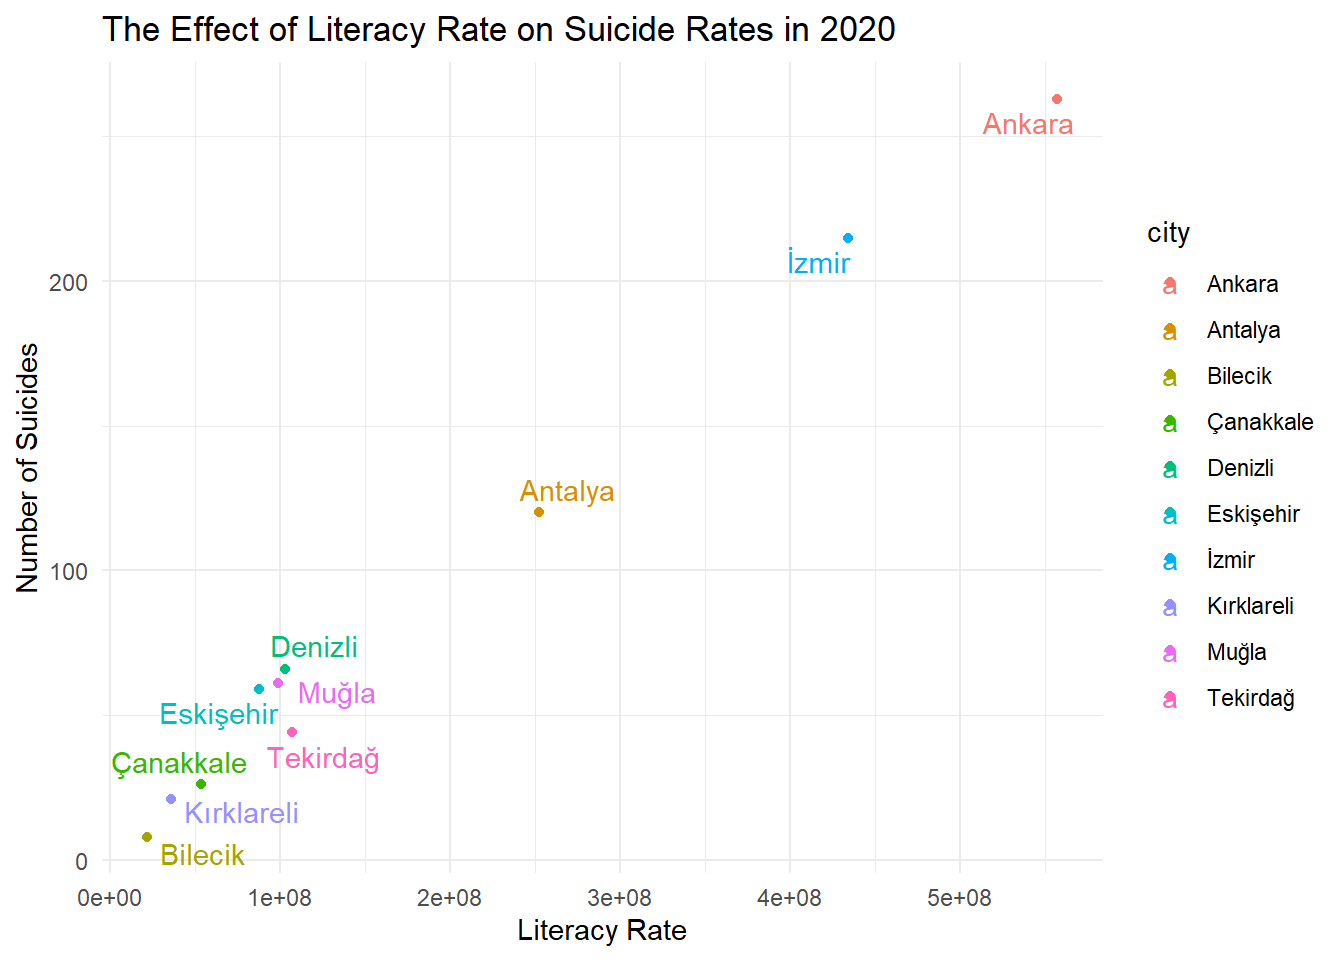 The Effect of Literacy Rate on Suicide Rates in 2020
Ankara
İzmir
Antalya
Denizli
Muğla
Eskişehir
Tekirdağ
Çanakkale
Kırklareli
Bilecik
200
100
0
Number of Suicides
0e+00 1e+08 2e+08 3e+08 4e+08 5e+08
Literacy Rate
city
a Ankara
a Antalya
a Bilecik
a Çanakkale
a Denizli
a Eskişehir
a İzmir
a Kırklareli
a Muğla
a Tekirdağ